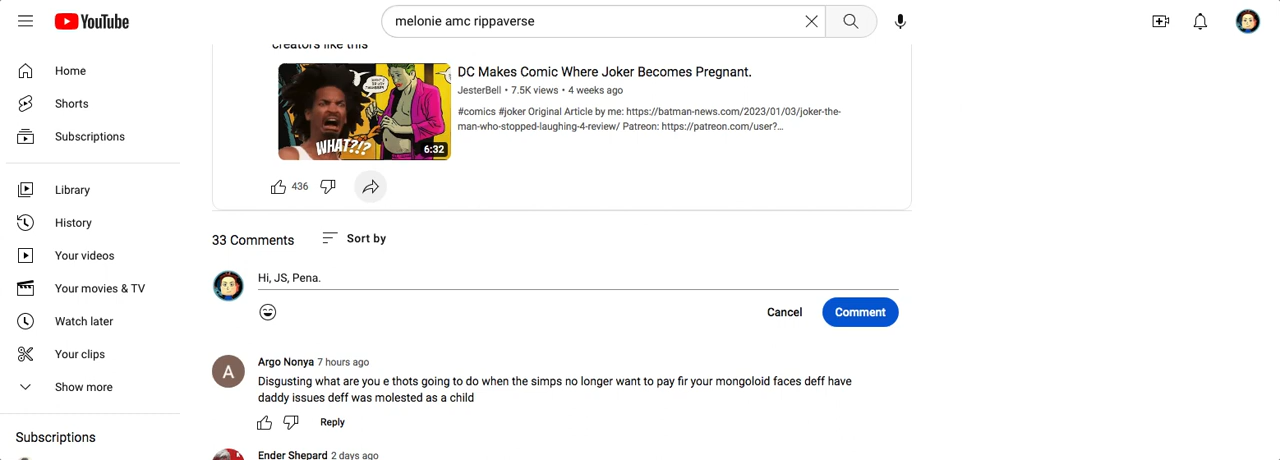 YouTube
melonie amc rippaverse
creators like this
Home
DC Makes Comic Where Joker Becomes Pregnant.
JesterBell • 7.5K views • 4 weeks ago
Shorts
#comics #joker Original Article by me: https://batman-news.com/2023/01/03/joker-the-
man-who-stopped-laughing-4-review/ Patreon: https://patreon.com/user?...
Subscriptions
WHAT?!?
6:32
Library
436
History
33 Comments
Sort by
Your videos
Hi, JS, Pena.
Your movies & TV
Cancel
Comment
Watch later
Your clips
Argo Nonya 7 hours ago
A
Disgusting what are you e thots going to do when the simps no longer want to pay fir your mongoloid faces deff have
daddy issues deff was molested as a child
Show more
Reply
Subscriptions
Ender Shepard 2 days ago